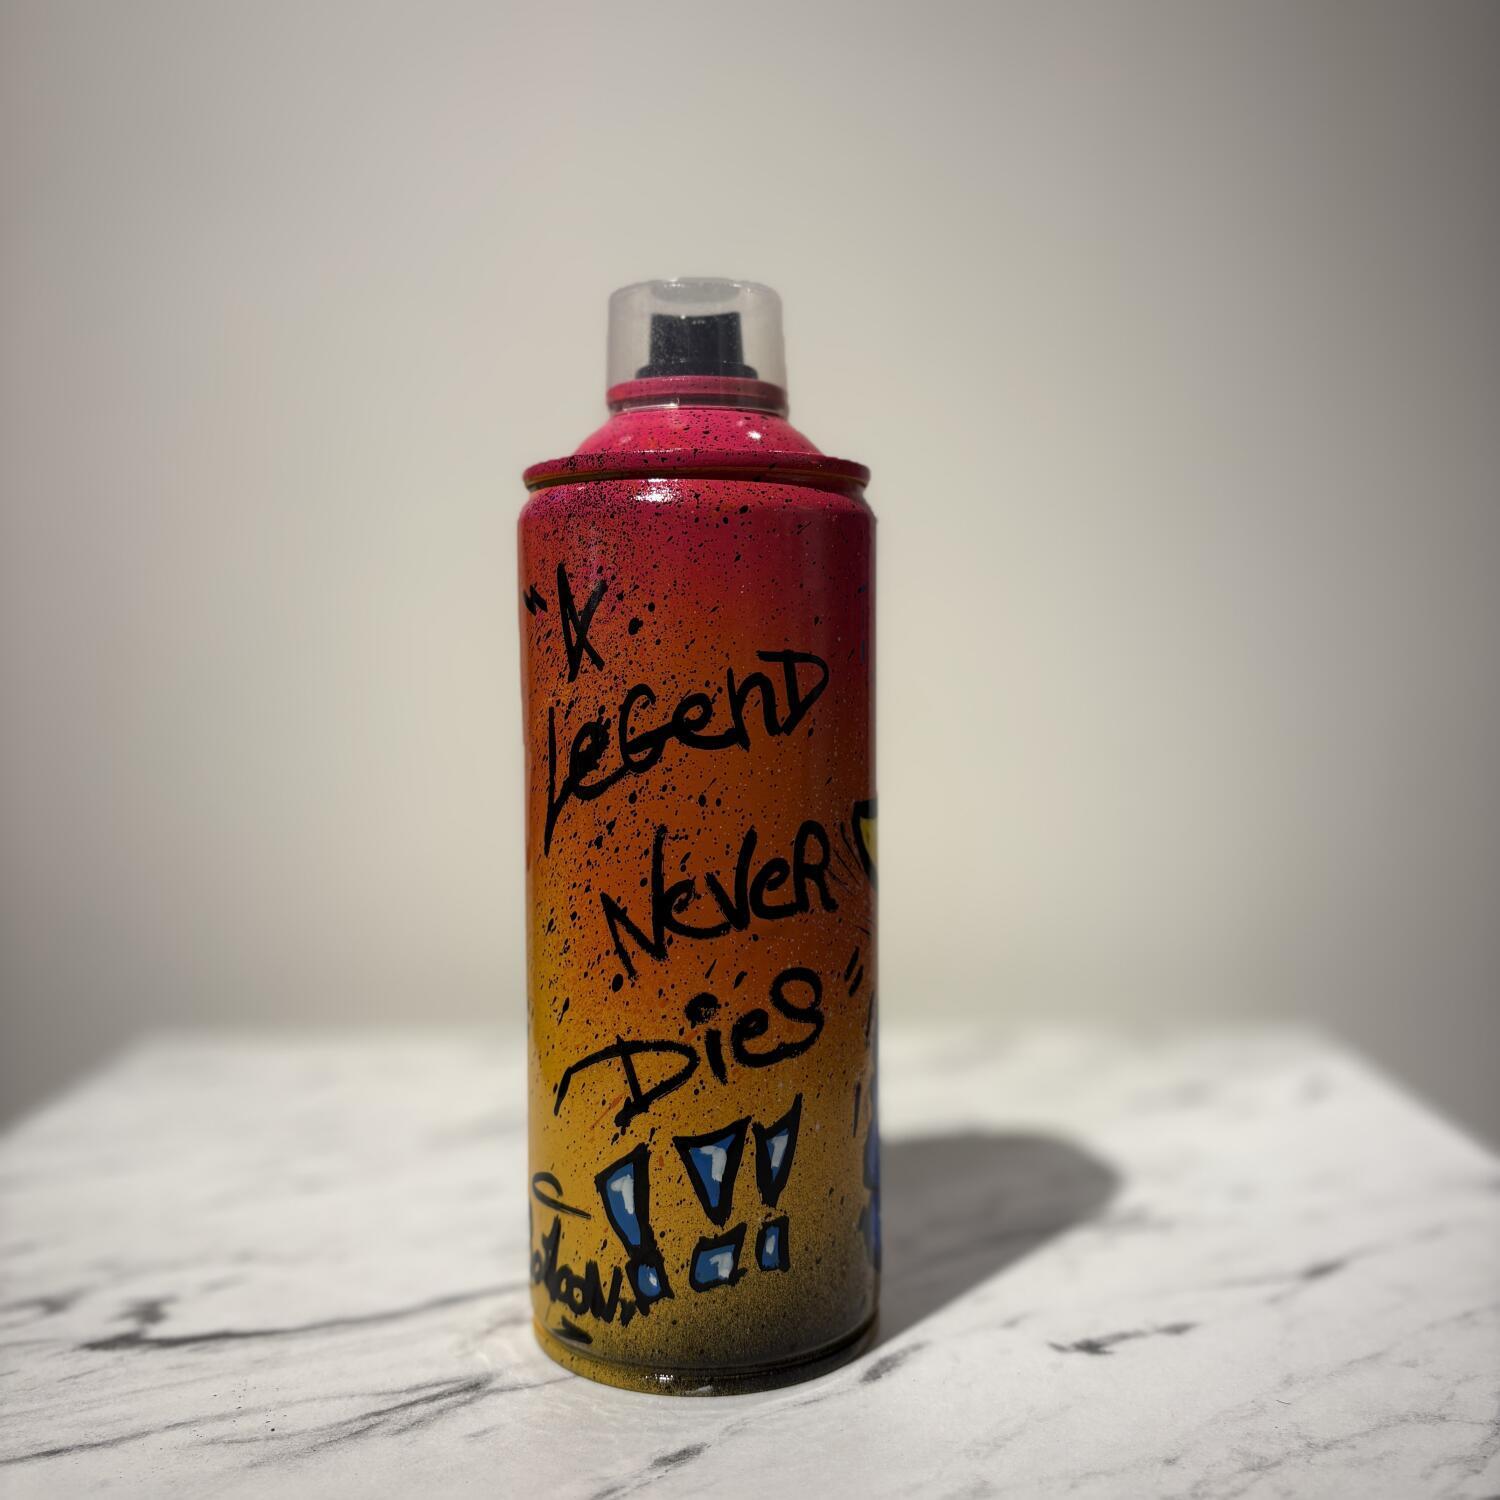 "A
LeGenD
NeveR
Dies"
!!!